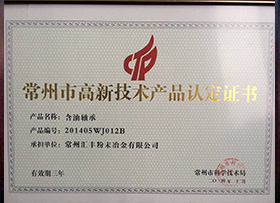 常州市高新技术产品认定证书
产品名称：含油轴承
产品编号：201405WJ012B
承担单位：常州汇丰粉末冶金有限公司
有效期三年
常州市科学技术局